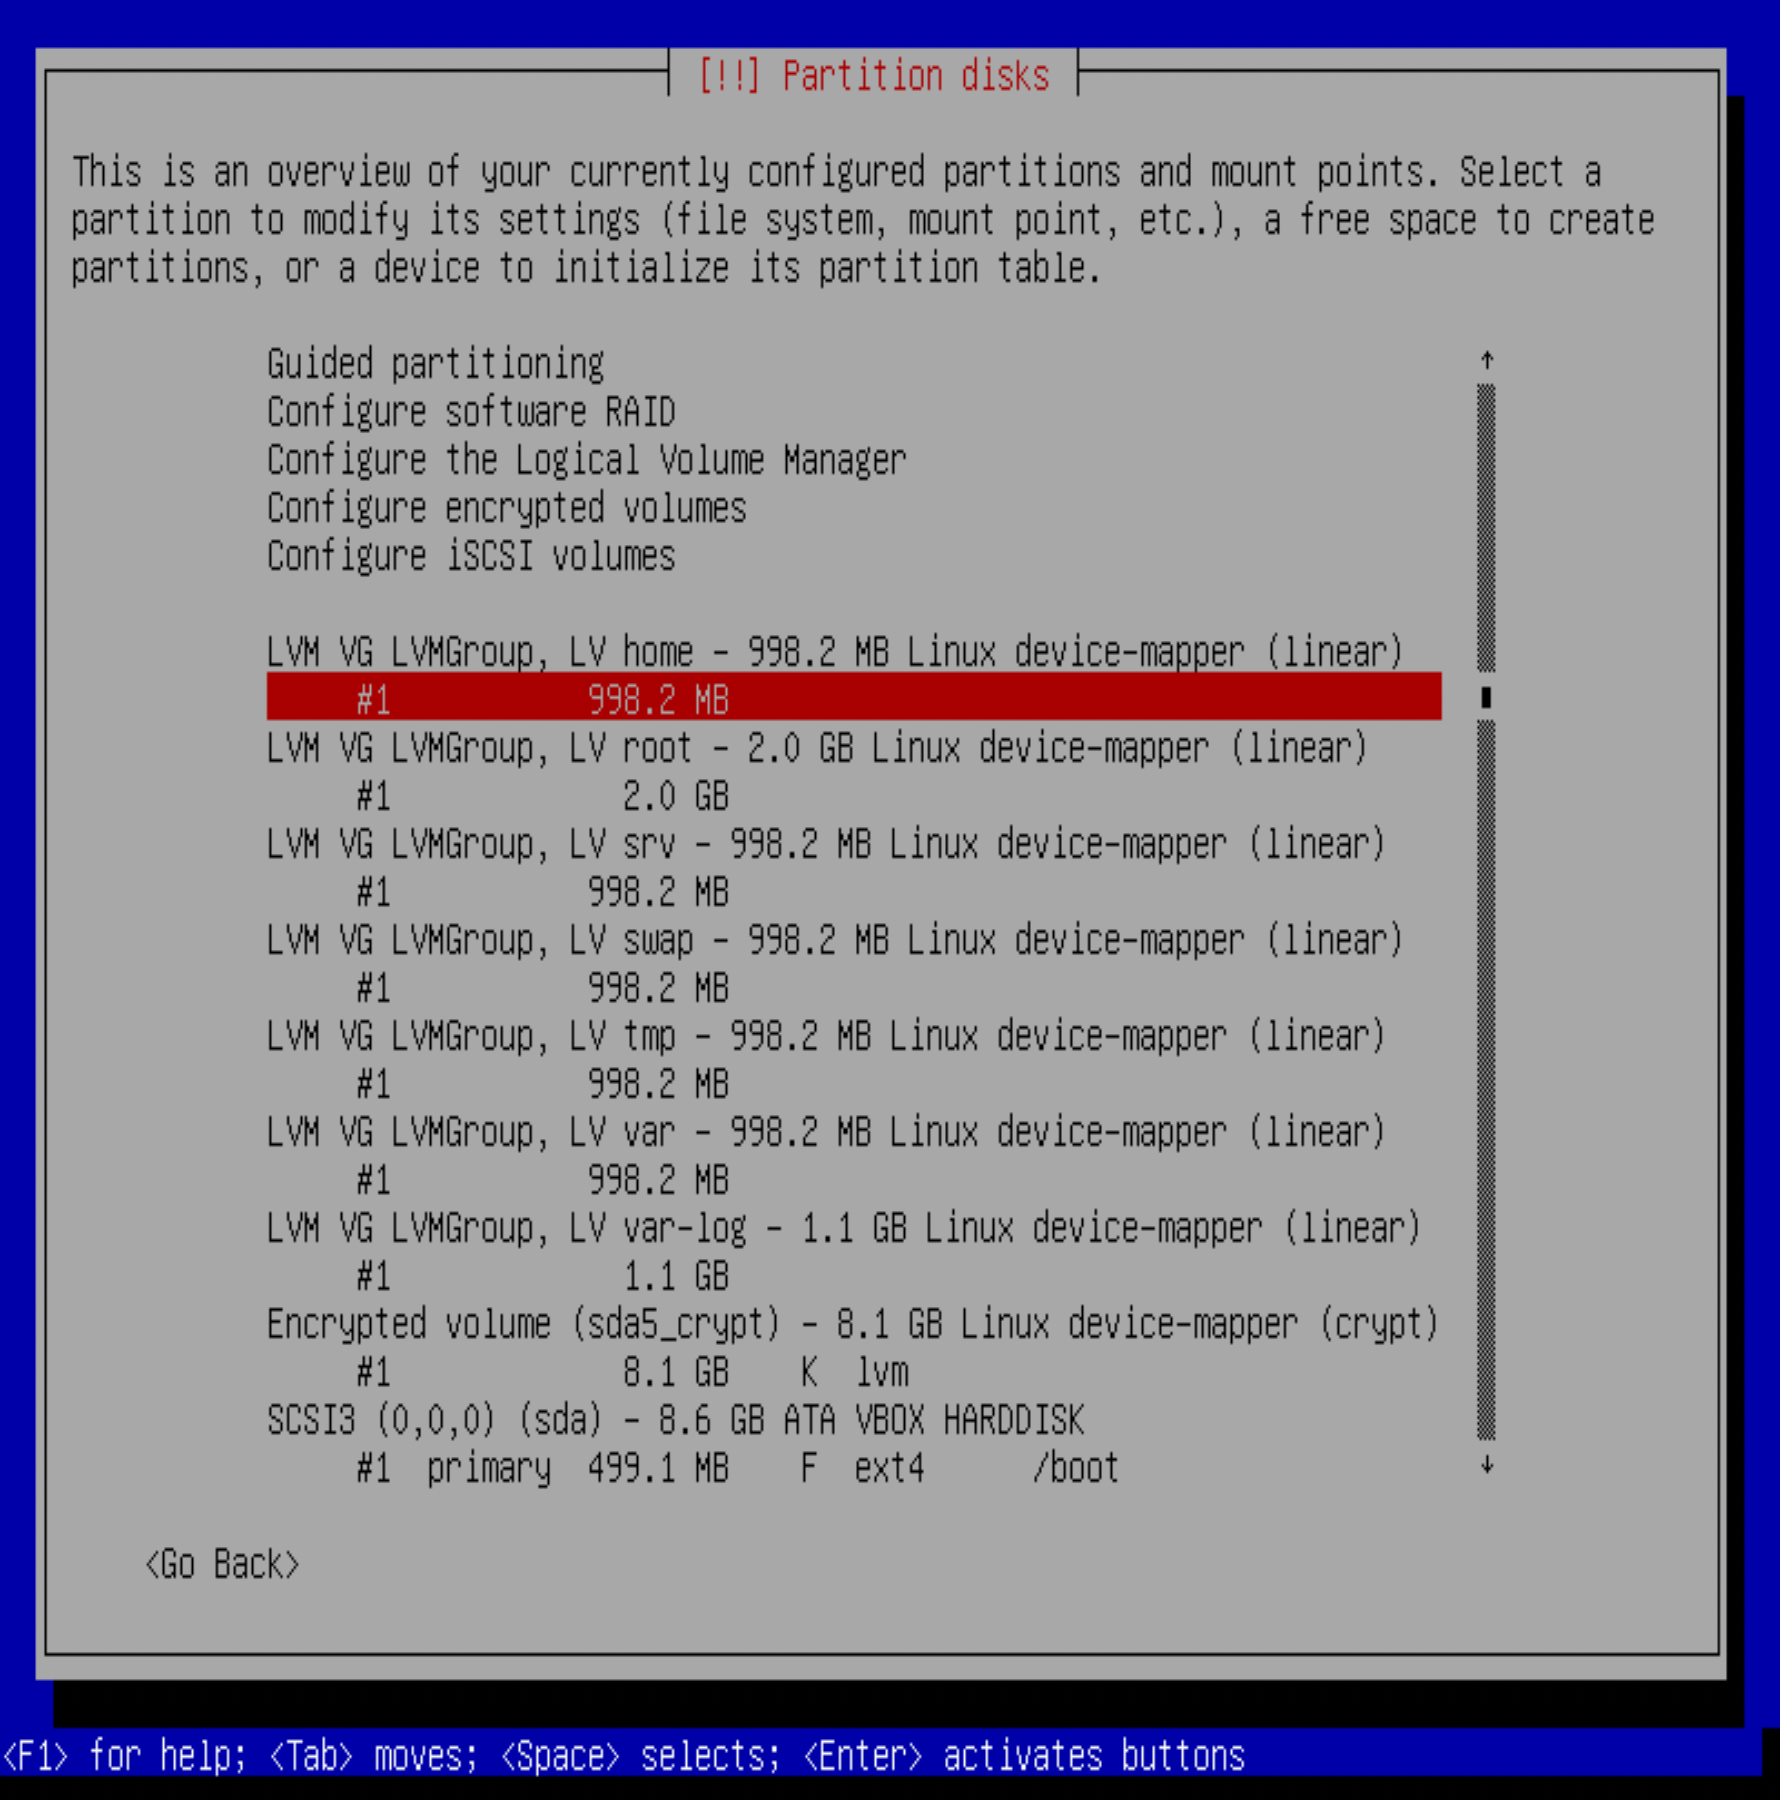 [!!] Partition disks
This is an overview of your currently configured partitions and mount points. Select a
partition to modify its settings (file system, mount point, etc.), a free space to create
partitions, or a device to initialize its partition table.
Guided partitioning
Configure software RAID
Configure the Logical Volume Manager
Configure encrypted volumes
Configure iSCSI volumes
LVM VG LVMGroup, LV home - 998.2 MB Linux device-mapper (linear)
#1 998.2 MB
LVM VG LVMGroup, LV root - 2.0 GB Linux device-mapper (linear)
#1 2.0 GB
LVM VG LVMGroup, LV srv - 998.2 MB Linux device-mapper (linear)
#1 998.2 MB
LVM VG LVMGroup, LV swap - 998.2 MB Linux device-mapper (linear)
#1 998.2 MB
LVM VG LVMGroup, LV tmp - 998.2 MB Linux device-mapper (linear)
#1 998.2 MB
LVM VG LVMGroup, LV var - 998.2 MB Linux device-mapper (linear)
#1 998.2 MB
LVM VG LVMGroup, LV var-log - 1.1 GB Linux device-mapper (linear)
#1 1.1 GB
Encrypted volume (sda5_crypt) - 8.1 GB Linux device-mapper (crypt)
#1 8.1 GB K lvm
SCSI3 (0,0,0) (sda) - 8.6 GB ATA VBOX HARDDISK
#1 primary 499.1 MB F ext4 /boot
<Go Back>
<F1> for help; <Tab> moves; <Space> selects; <Enter> activates buttons